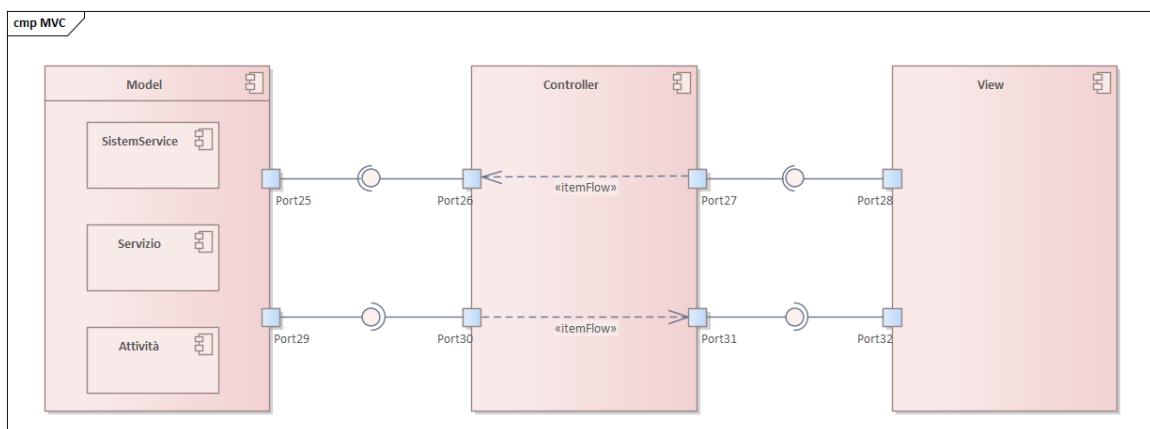 cmp MVC
Model
Controller
View
SistemService
«itemFlow»
Port25
Port26
Port27
Port28
Servizio
«itemFlow»
Port29
Port30
Port31
Port32
Attività